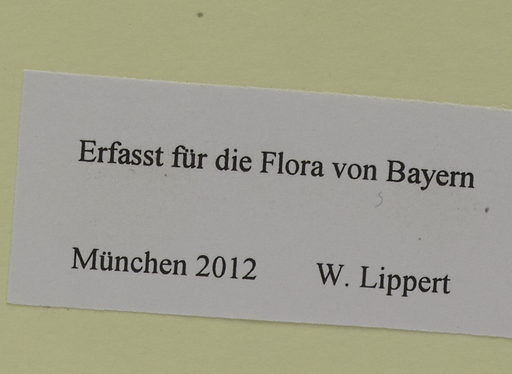 Erfasst für die Flora von Bayern
München 2012 W. Lippert